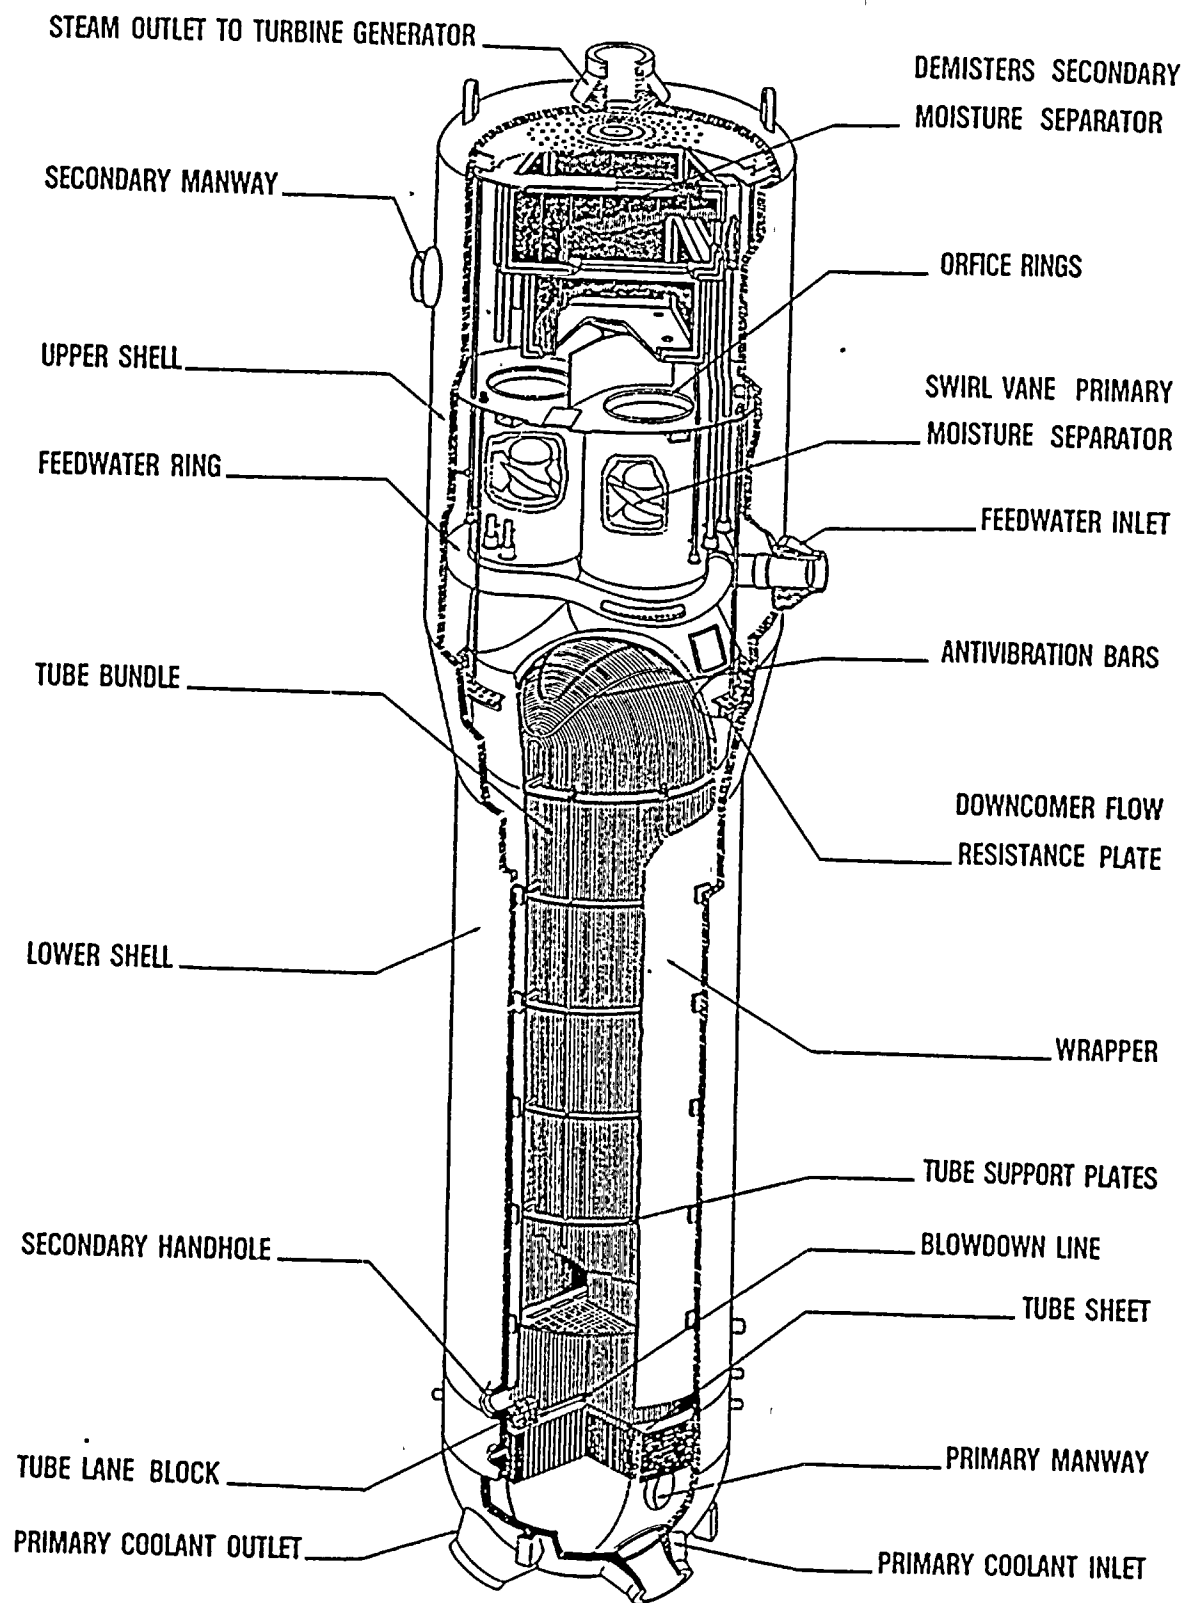 STEAM OUTLET TO TURBINE GENERATOR
DEMISTERS SECONDARY
MOISTURE SEPARATOR
SECONDARY MANWAY
ORFICE RINGS
UPPER SHELL
SWIRL VANE PRIMARY
MOISTURE SEPARATOR
FEEDWATER RING
FEEDWATER INLET
ANTIVIBRATION BARS
TUBE BUNDLE
DOWNCOMER FLOW
RESISTANCE PLATE
LOWER SHELL
WRAPPER
TUBE SUPPORT PLATES
SECONDARY HANDHOLE
BLOWDOWN LINE
TUBE SHEET
TUBE LANE BLOCK
PRIMARY MANWAY
PRIMARY COOLANT OUTLET
PRIMARY COOLANT INLET